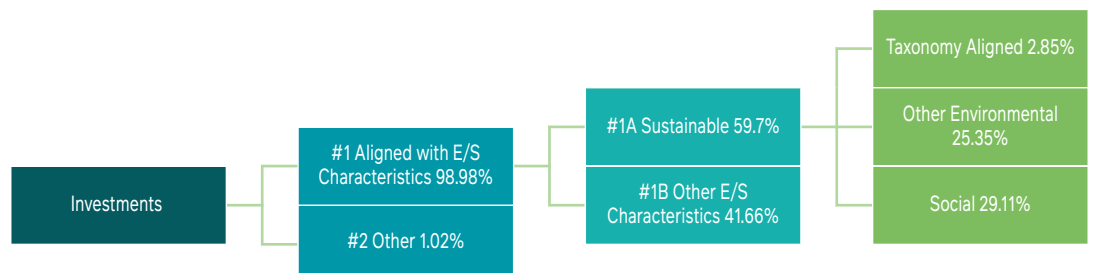 Investments
#1 Aligned with E/S
Characteristics 98.98%
#2 Other 1.02%
#1A Sustainable 59.7%
#1B Other E/S
Characteristics 41.66%
Taxonomy Aligned 2.85%
Other Environmental
25.35%
Social 29.11%